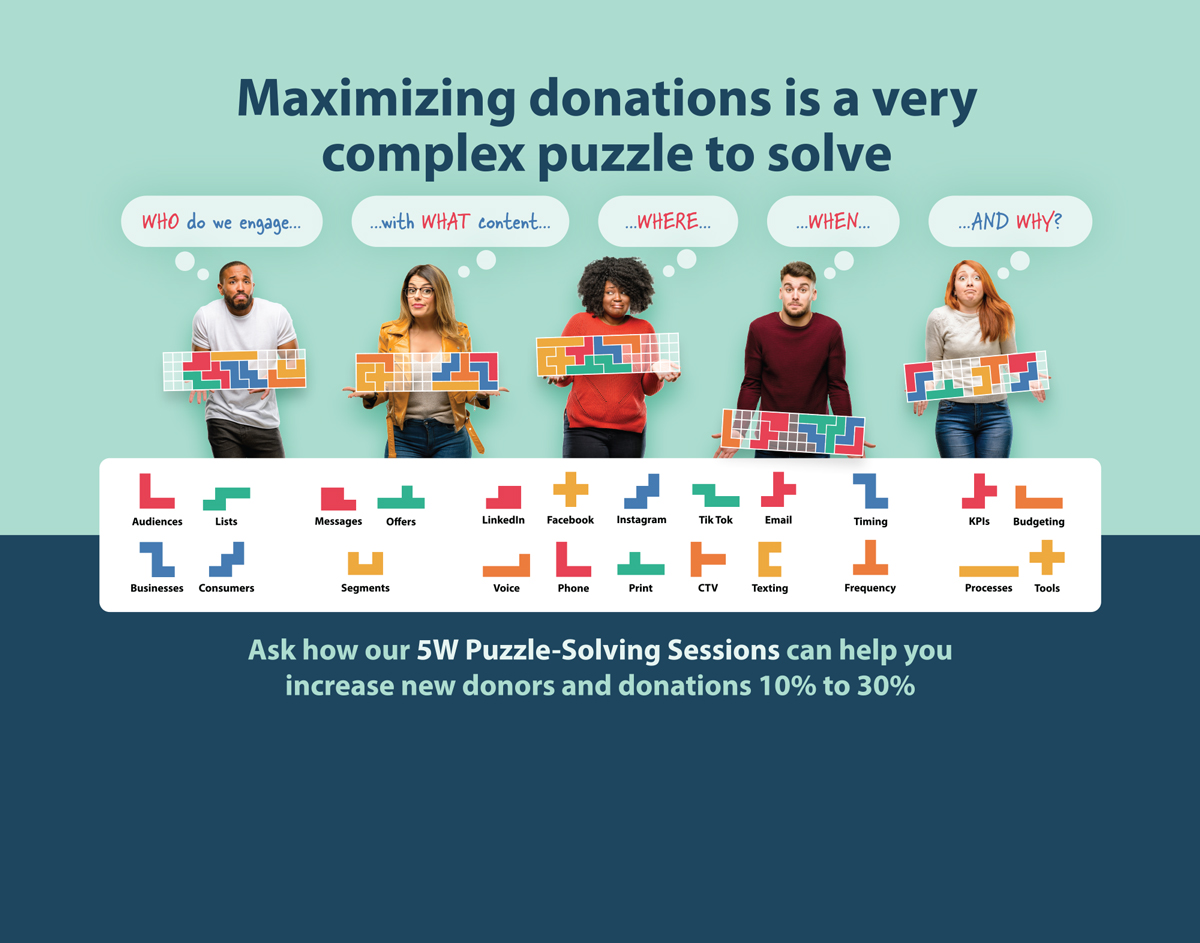 Maximizing donations is a very
complex puzzle to solve
WHO do we engage...
...with WHAT content...
...WHERE...
...WHEN...
...AND WHY?
Audiences
Lists
Messages
Offers
LinkedIn
Facebook
Instagram
Tik Tok
Email
Timing
KPIs
Budgeting
Businesses
Consumers
Segments
Voice
Phone
Print
CTV
Texting
Frequency
Processes
Tools
Ask how our 5W Puzzle-Solving Sessions can help you
increase new donors and donations 10% to 30%